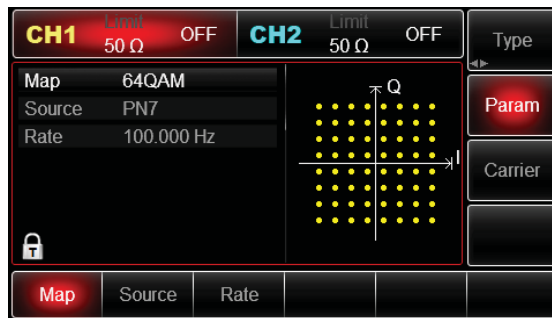 CH1 Limit 50 Ω OFF
CH2 Limit 50 Ω OFF
Type
Map 64QAM
Source PN7
Rate 100.000 Hz
Q
I
Param
Carrier
T
Map Source Rate